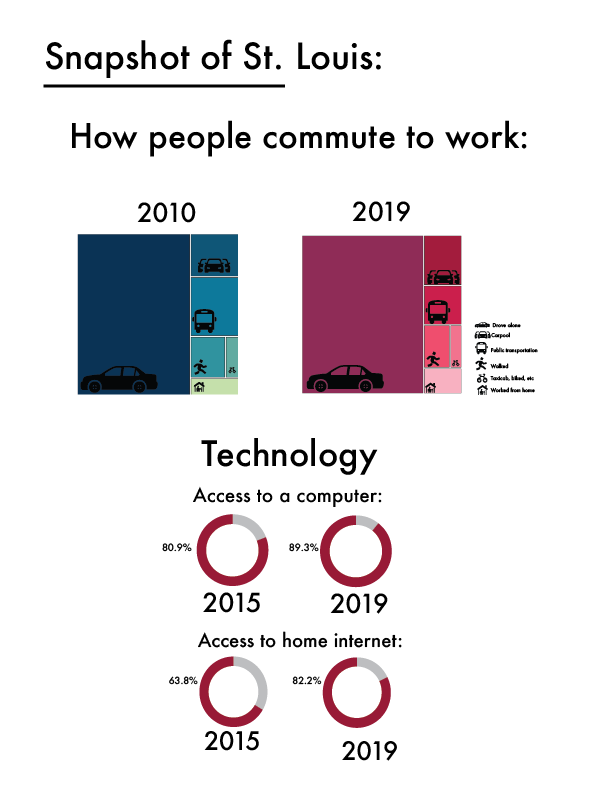 Snapshot of St. Louis:
How people commute to work:
2010
2019
Drove alone
Carpool
Public transportation
Walked
Taxicab, biked, etc
Worked from home
Technology
Access to a computer:
80.9%
89.3%
2015
2019
Access to home internet:
63.8%
82.2%
2015
2019